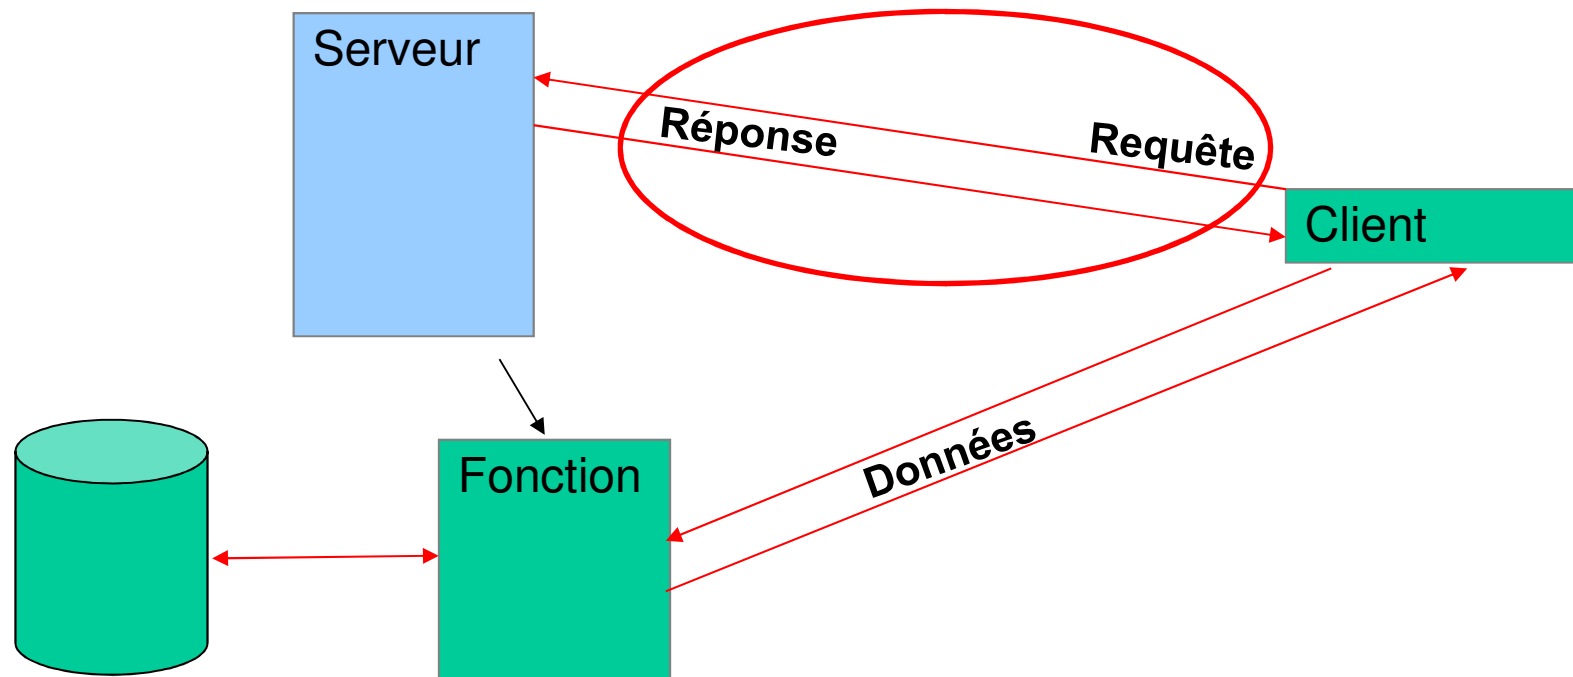 Serveur
Réponse
Requête
Client
Données
Fonction